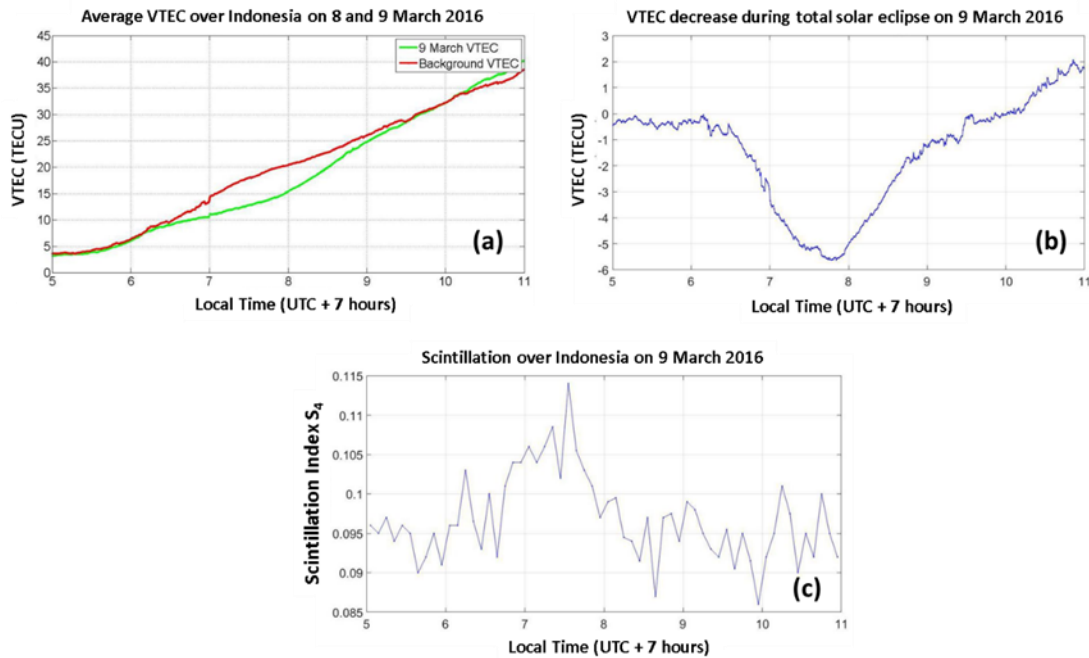 Average VTEC over Indonesia on 8 and 9 March 2016
45
40
35
30
25
20
15
10
5
0
VTEC (TECU)
9 March VTEC
Background VTEC
(a)
5 6 7 8 9 10 11
Local Time (UTC + 7 hours)
VTEC decrease during total solar eclipse on 9 March 2016
3
2
1
0
-1
-2
-3
-4
-5
-6
VTEC (TECU)
(b)
5 6 7 8 9 10 11
Local Time (UTC + 7 hours)
Scintillation over Indonesia on 9 March 2016
0.115
0.11
0.105
0.1
0.095
0.09
0.085
Scintillation Index S₄
(c)
5 6 7 8 9 10 11
Local Time (UTC + 7 hours)